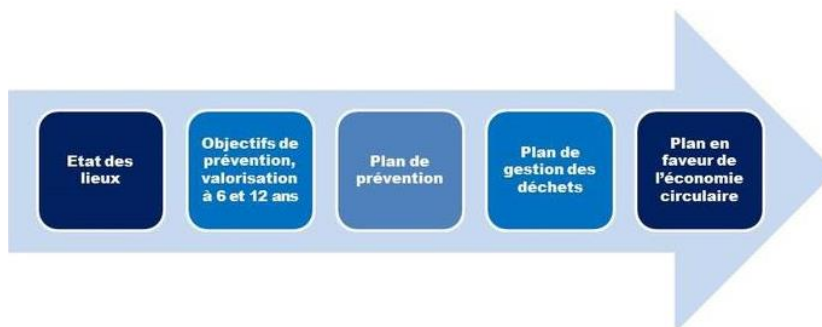 Etat des
lieux
Objectifs de
prévention,
valorisation
à 6 et 12 ans
Plan de
prévention
Plan de
gestion des
déchets
Plan en
faveur de
l'économie
circulaire